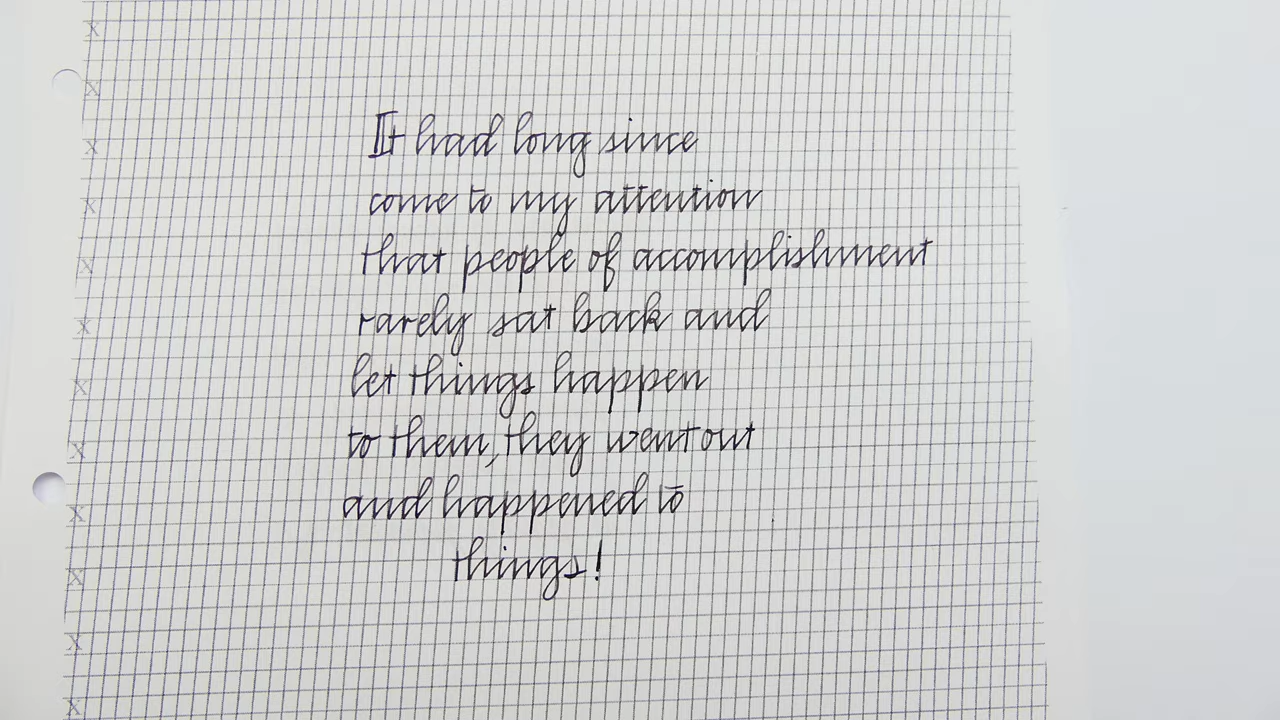 It had long since
come to my attention
that people of accomplishment
rarely sat back and
let things happen
to them, they went out
and happened to
things!